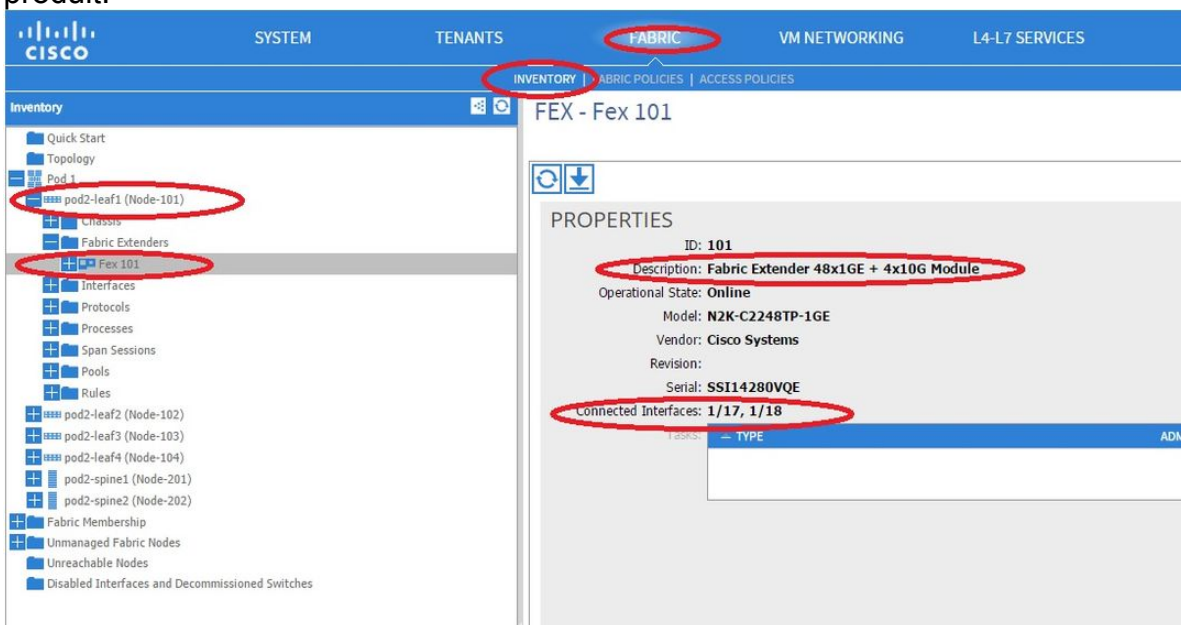 produit.
CISCO
SYSTEM TENANTS FABRIC VM NETWORKING L4-L7 SERVICES
INVENTORY | FABRIC POLICIES | ACCESS POLICIES
Inventory
Quick Start
Topology
Pod 1
pod2-leaf1 (Node-101)
Chassis
Fabric Extenders
Fex 101
Interfaces
Protocols
Processes
Span Sessions
Pools
Rules
pod2-leaf2 (Node-102)
pod2-leaf3 (Node-103)
pod2-leaf4 (Node-104)
pod2-spine1 (Node-201)
pod2-spine2 (Node-202)
Fabric Membership
Unmanaged Fabric Nodes
Unreachable Nodes
Disabled Interfaces and Decommissioned Switches
FEX - Fex 101
PROPERTIES
ID: 101
Description: Fabric Extender 48x1GE + 4x10G Module
Operational State: Online
Model: N2K-C2248TP-1GE
Vendor: Cisco Systems
Revision:
Serial: SSI14280VQE
Connected Interfaces: 1/17, 1/18
Tasks: TYPE ADM